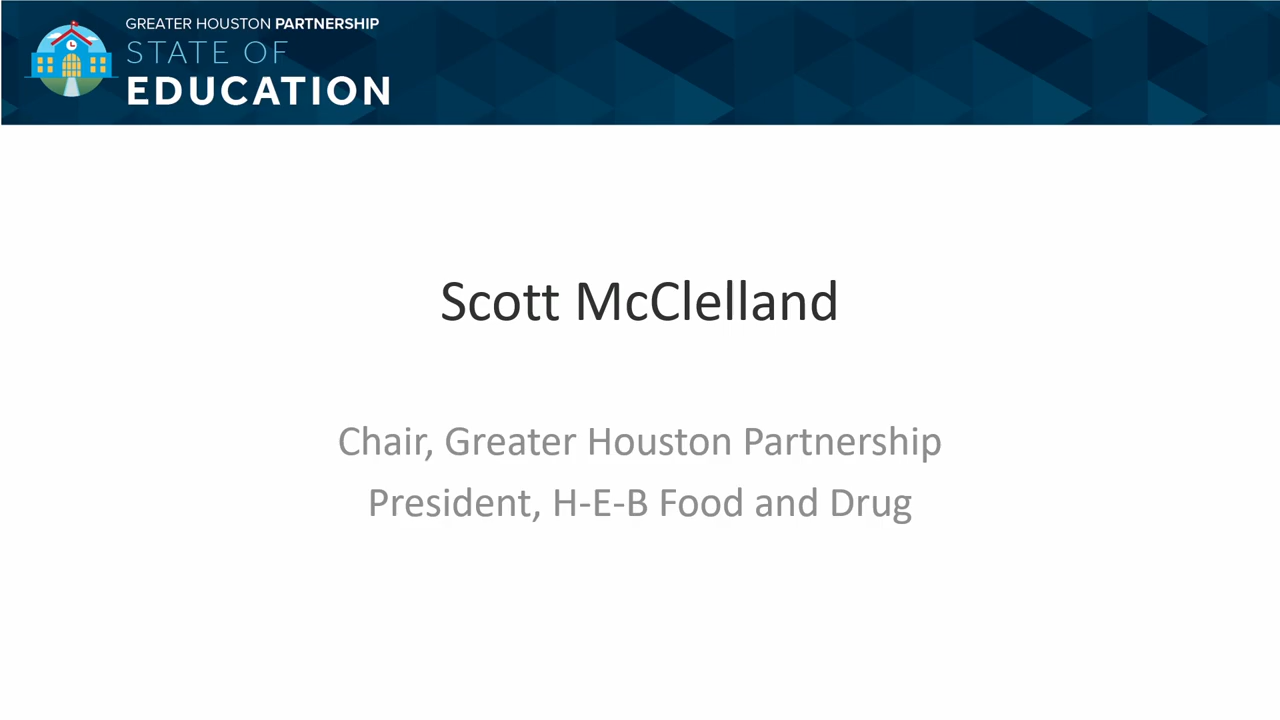 GREATER HOUSTON PARTNERSHIP
STATE OF
EDUCATION
Scott McClelland
Chair, Greater Houston Partnership
President, H-E-B Food and Drug